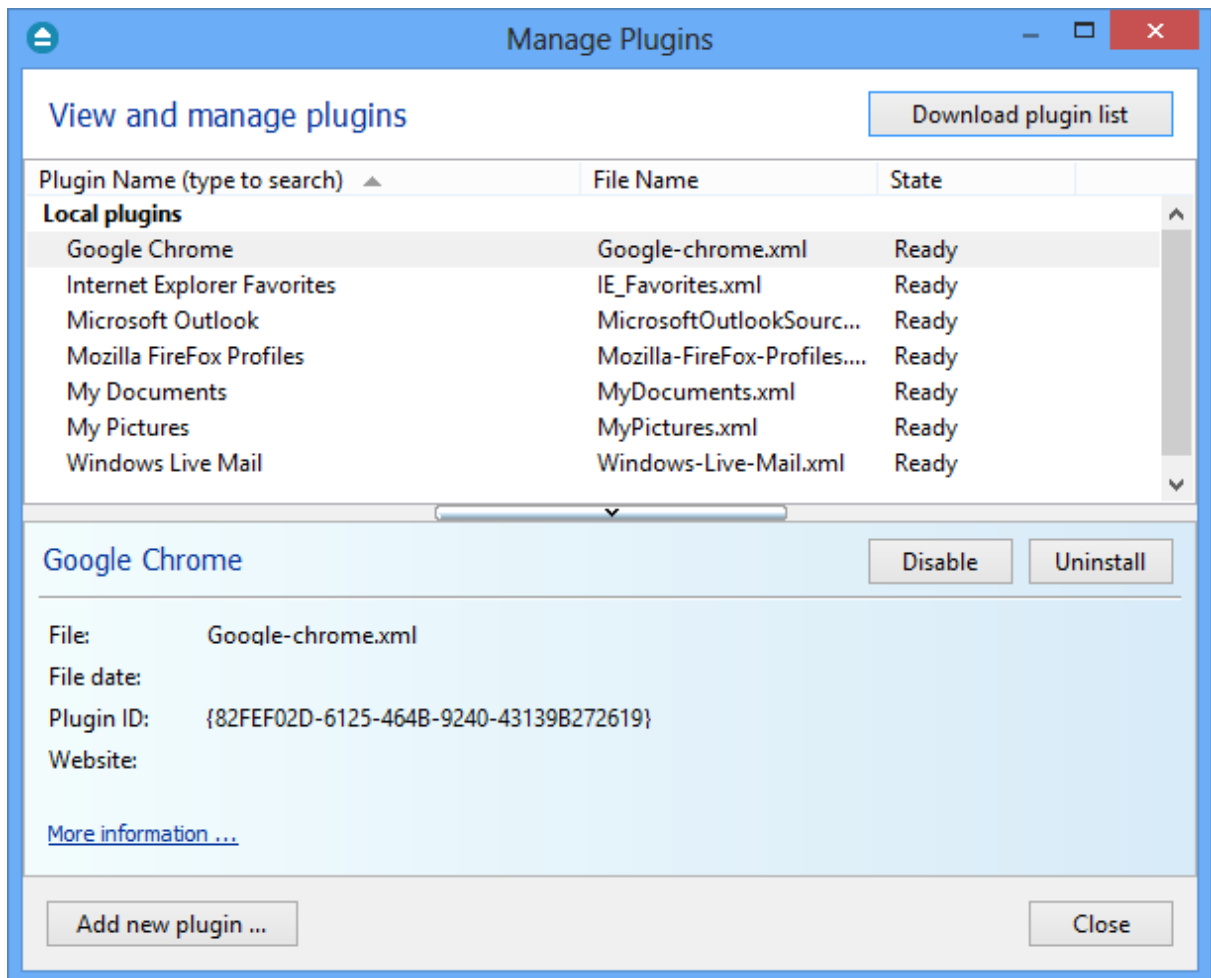 Manage Plugins
View and manage plugins Download plugin list
Plugin Name (type to search) File Name State
Local plugins
Google Chrome Google-chrome.xml Ready
Internet Explorer Favorites IE_Favorites.xml Ready
Microsoft Outlook MicrosoftOutlookSourc... Ready
Mozilla FireFox Profiles Mozilla-FireFox-Profiles.... Ready
My Documents MyDocuments.xml Ready
My Pictures MyPictures.xml Ready
Windows Live Mail Windows-Live-Mail.xml Ready
Google Chrome Disable Uninstall
File: Google-chrome.xml
File date:
Plugin ID: {82FEF02D-6125-464B-9240-43139B272619}
Website:
More information ...
Add new plugin ... Close